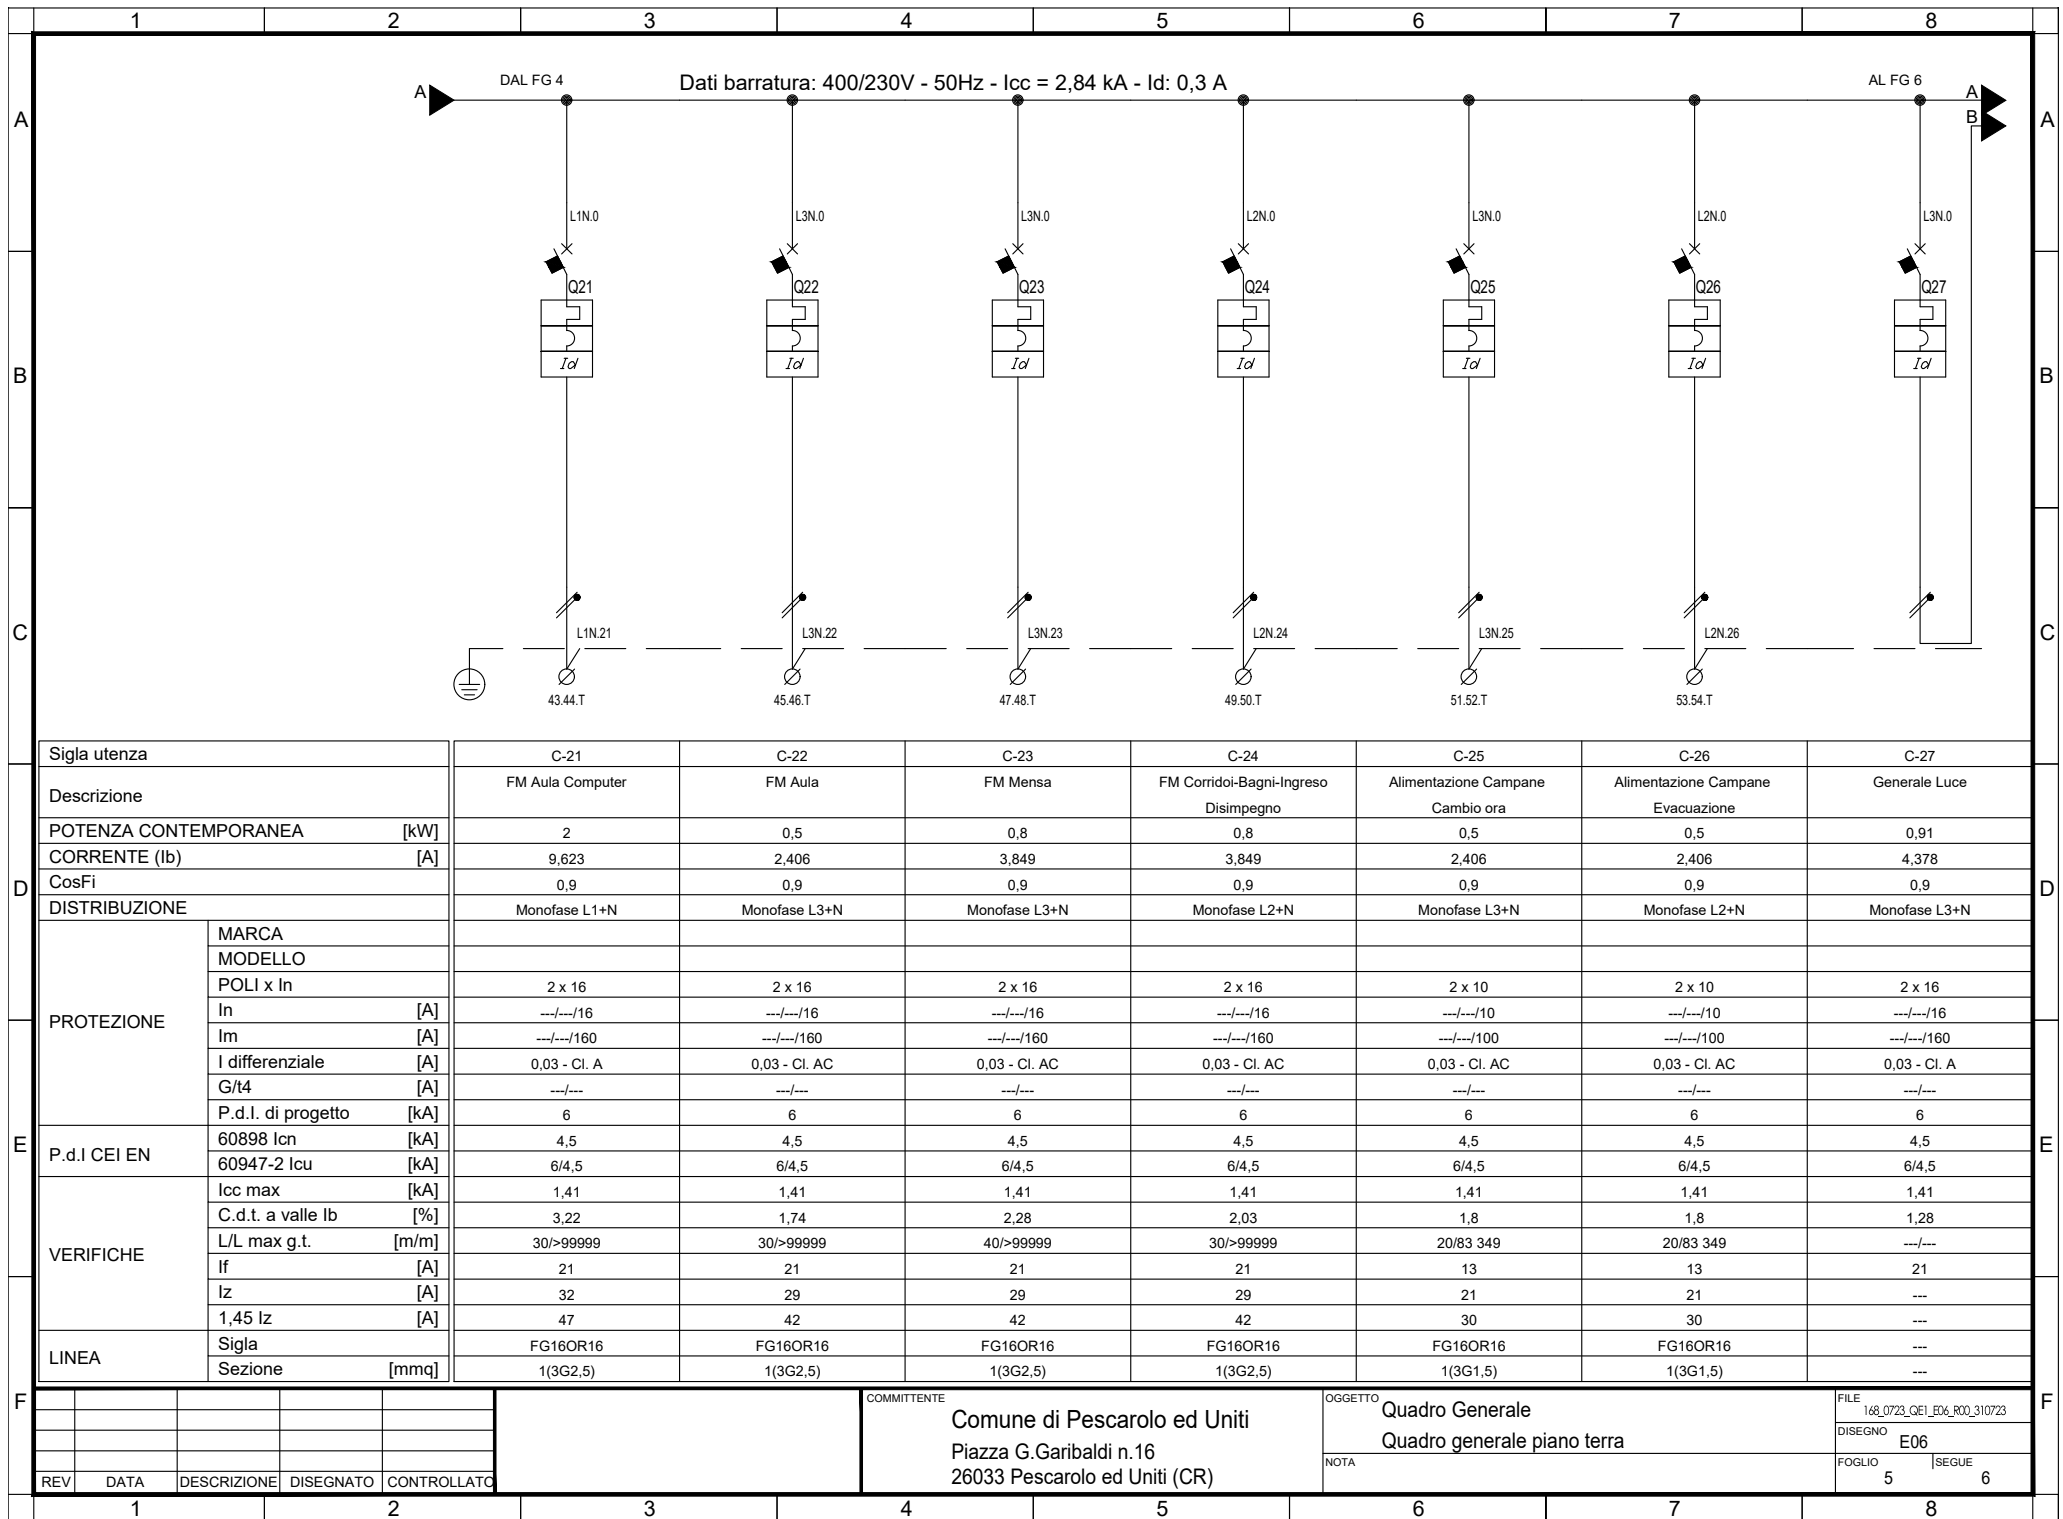 1 2 3 4 5 6 7 8
DAL FG 4 Dati barratura: 400/230V - 50Hz - Icc = 2,84 kA - Id: 0,3 A AL FG 6
A A
B
A A
L1N.0 L3N.0 L3N.0 L2N.0 L3N.0 L2N.0 L3N.0
Q21 Q22 Q23 Q24 Q25 Q26 Q27
Id Id Id Id Id Id Id
B B
C C
L1N.21 L3N.22 L3N.23 L2N.24 L3N.25 L2N.26
43.44.T 45.46.T 47.48.T 49.50.T 51.52.T 53.54.T
Sigla utenza C-21 C-22 C-23 C-24 C-25 C-26 C-27
Descrizione FM Aula Computer FM Aula FM Mensa FM Corridoi-Bagni-Ingreso Alimentazione Campane Alimentazione Campane Generale Luce
Disimpegno Cambio ora Evacuazione
POTENZA CONTEMPORANEA [kW] 2 0,5 0,8 0,8 0,5 0,5 0,91
CORRENTE (Ib) [A] 9,623 2,406 3,849 3,849 2,406 2,406 4,378
CosFi 0,9 0,9 0,9 0,9 0,9 0,9 0,9
D D
DISTRIBUZIONE Monofase L1+N Monofase L3+N Monofase L3+N Monofase L2+N Monofase L3+N Monofase L2+N Monofase L3+N
PROTEZIONE
MARCA
MODELLO
POLI x In 2 x 16 2 x 16 2 x 16 2 x 16 2 x 10 2 x 10 2 x 16
In [A] ---/---/16 ---/---/16 ---/---/16 ---/---/16 ---/---/10 ---/---/10 ---/---/16
Im [A] ---/---/160 ---/---/160 ---/---/160 ---/---/160 ---/---/100 ---/---/100 ---/---/160
I differenziale [A] 0,03 - Cl. A 0,03 - Cl. AC 0,03 - Cl. AC 0,03 - Cl. AC 0,03 - Cl. AC 0,03 - Cl. AC 0,03 - Cl. A
G/t4 [A] ---/--- ---/--- ---/--- ---/--- ---/--- ---/--- ---/---
P.d.I. di progetto [kA] 6 6 6 6 6 6 6
E E
P.d.I CEI EN
60898 Icn [kA] 4,5 4,5 4,5 4,5 4,5 4,5 4,5
60947-2 Icu [kA] 6/4,5 6/4,5 6/4,5 6/4,5 6/4,5 6/4,5 6/4,5
VERIFICHE
Icc max [kA] 1,41 1,41 1,41 1,41 1,41 1,41 1,41
C.d.t. a valle Ib [%] 3,22 1,74 2,28 2,03 1,8 1,8 1,28
L/L max g.t. [m/m] 30/>99999 30/>99999 40/>99999 30/>99999 20/83 349 20/83 349 ---/---
If [A] 21 21 21 21 13 13 21
Iz [A] 32 29 29 29 21 21 ---
1,45 Iz [A] 47 42 42 42 30 30 ---
LINEA
Sigla FG16OR16 FG16OR16 FG16OR16 FG16OR16 FG16OR16 FG16OR16 ---
Sezione [mmq] 1(3G2,5) 1(3G2,5) 1(3G2,5) 1(3G2,5) 1(3G1,5) 1(3G1,5) ---
F F
REV DATA DESCRIZIONE DISEGNATO CONTROLLATO
COMMITTENTE
Comune di Pescarolo ed Uniti
Piazza G.Garibaldi n.16
26033 Pescarolo ed Uniti (CR)
OGGETTO Quadro Generale
Quadro generale piano terra
NOTA
FILE
168_0723_QE1_E06_R00_310723
DISEGNO E06
FOGLIO 5 SEGUE 6
1 2 3 4 5 6 7 8